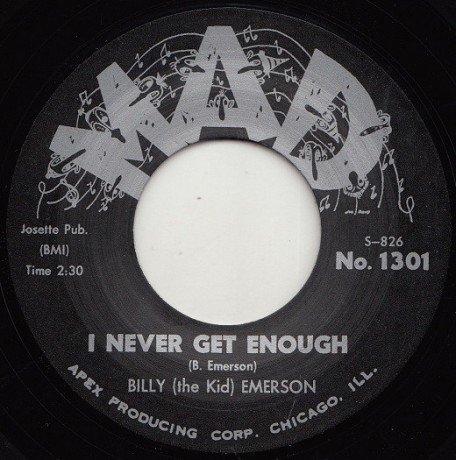 MAD
Josette Pub.
(BMI)
Time 2:30
S-826
No. 1301
I NEVER GET ENOUGH
(B. Emerson)
BILLY (the Kid) EMERSON
APEX PRODUCING CORP. CHICAGO, ILL.